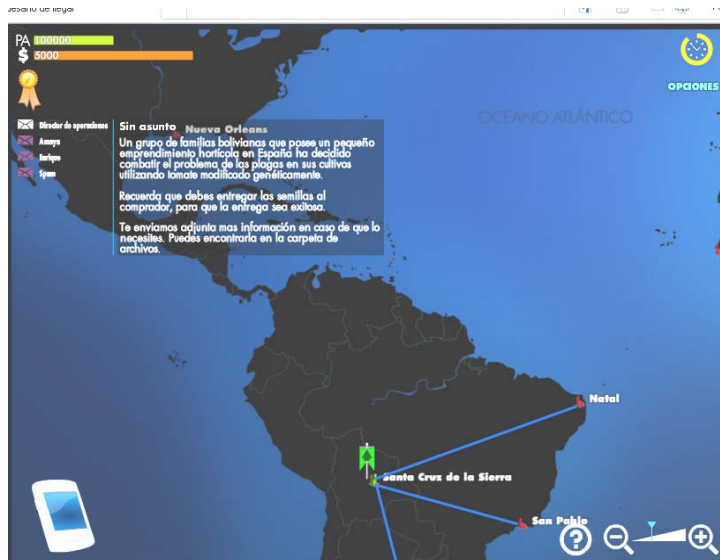 PA 100000
$ 5000
OPCIONES
OCEANO ATLÁNTICO
Director de operaciones
Amaya
Enrique
Spam
Sin asunto
Nueva Orleans
Un grupo de familias bolivianas que posee un pequeño
emprendimiento hortícola en España ha decidido
combatir el problema de las plagas en sus cultivos
utilizando tomate modificado genéticamente.
Recuerda que debes entregar las semillas al
comprador, para que la entrega sea exitosa.
Te enviamos adjunta mas información en caso de que lo
necesites. Puedes encontrarla en la carpeta de
archivos.
Natal
Santa Cruz de la Sierra
San Pablo
?